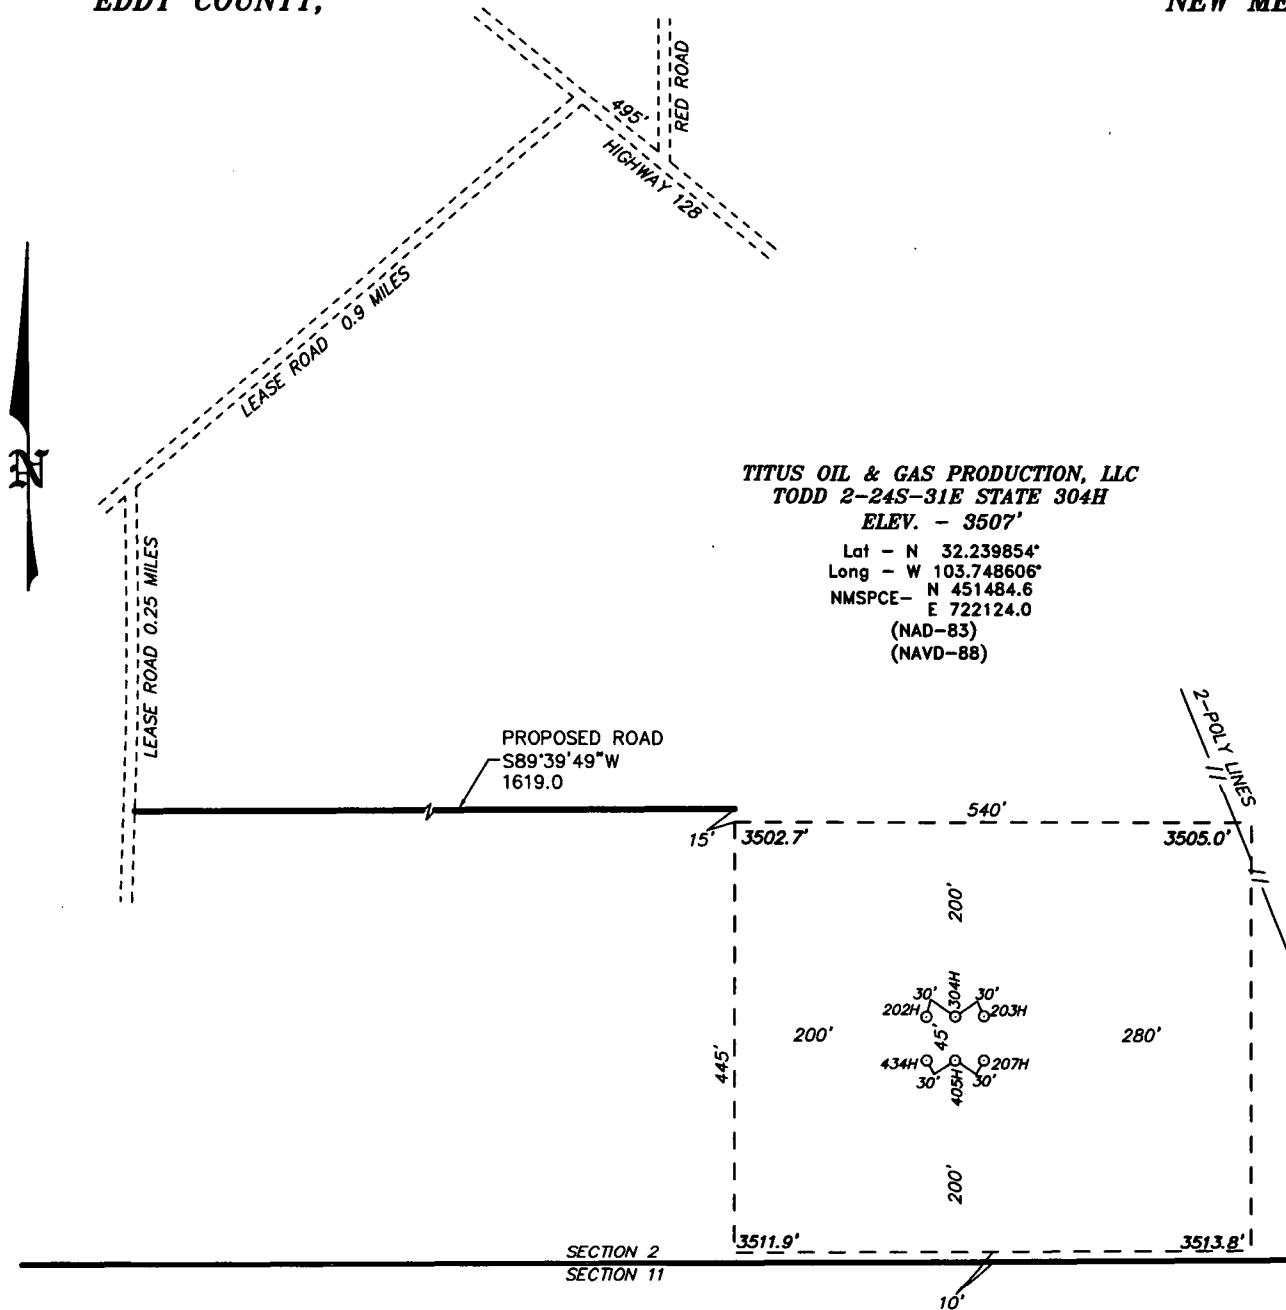 EDDY COUNTY,
NEW ME
495'
RED ROAD
HIGHWAY 128
LEASE ROAD 0.9 MILES
N
LEASE ROAD 0.25 MILES
TITUS OIL & GAS PRODUCTION, LLC
TODD 2-24S-31E STATE 304H
ELEV. - 3507'
Lat - N 32.239854°
Long - W 103.748606°
NMSPCE- N 451484.6
E 722124.0
(NAD-83)
(NAVD-88)
2-POLY LINES
PROPOSED ROAD
S89°39'49"W
1619.0
15'
540'
3502.7'
3505.0'
200'
30'
304H
30'
202H
203H
200'
45'
280'
445'
434H
207H
30'
405H
30'
200'
3511.9'
3513.8'
SECTION 2
SECTION 11
10'